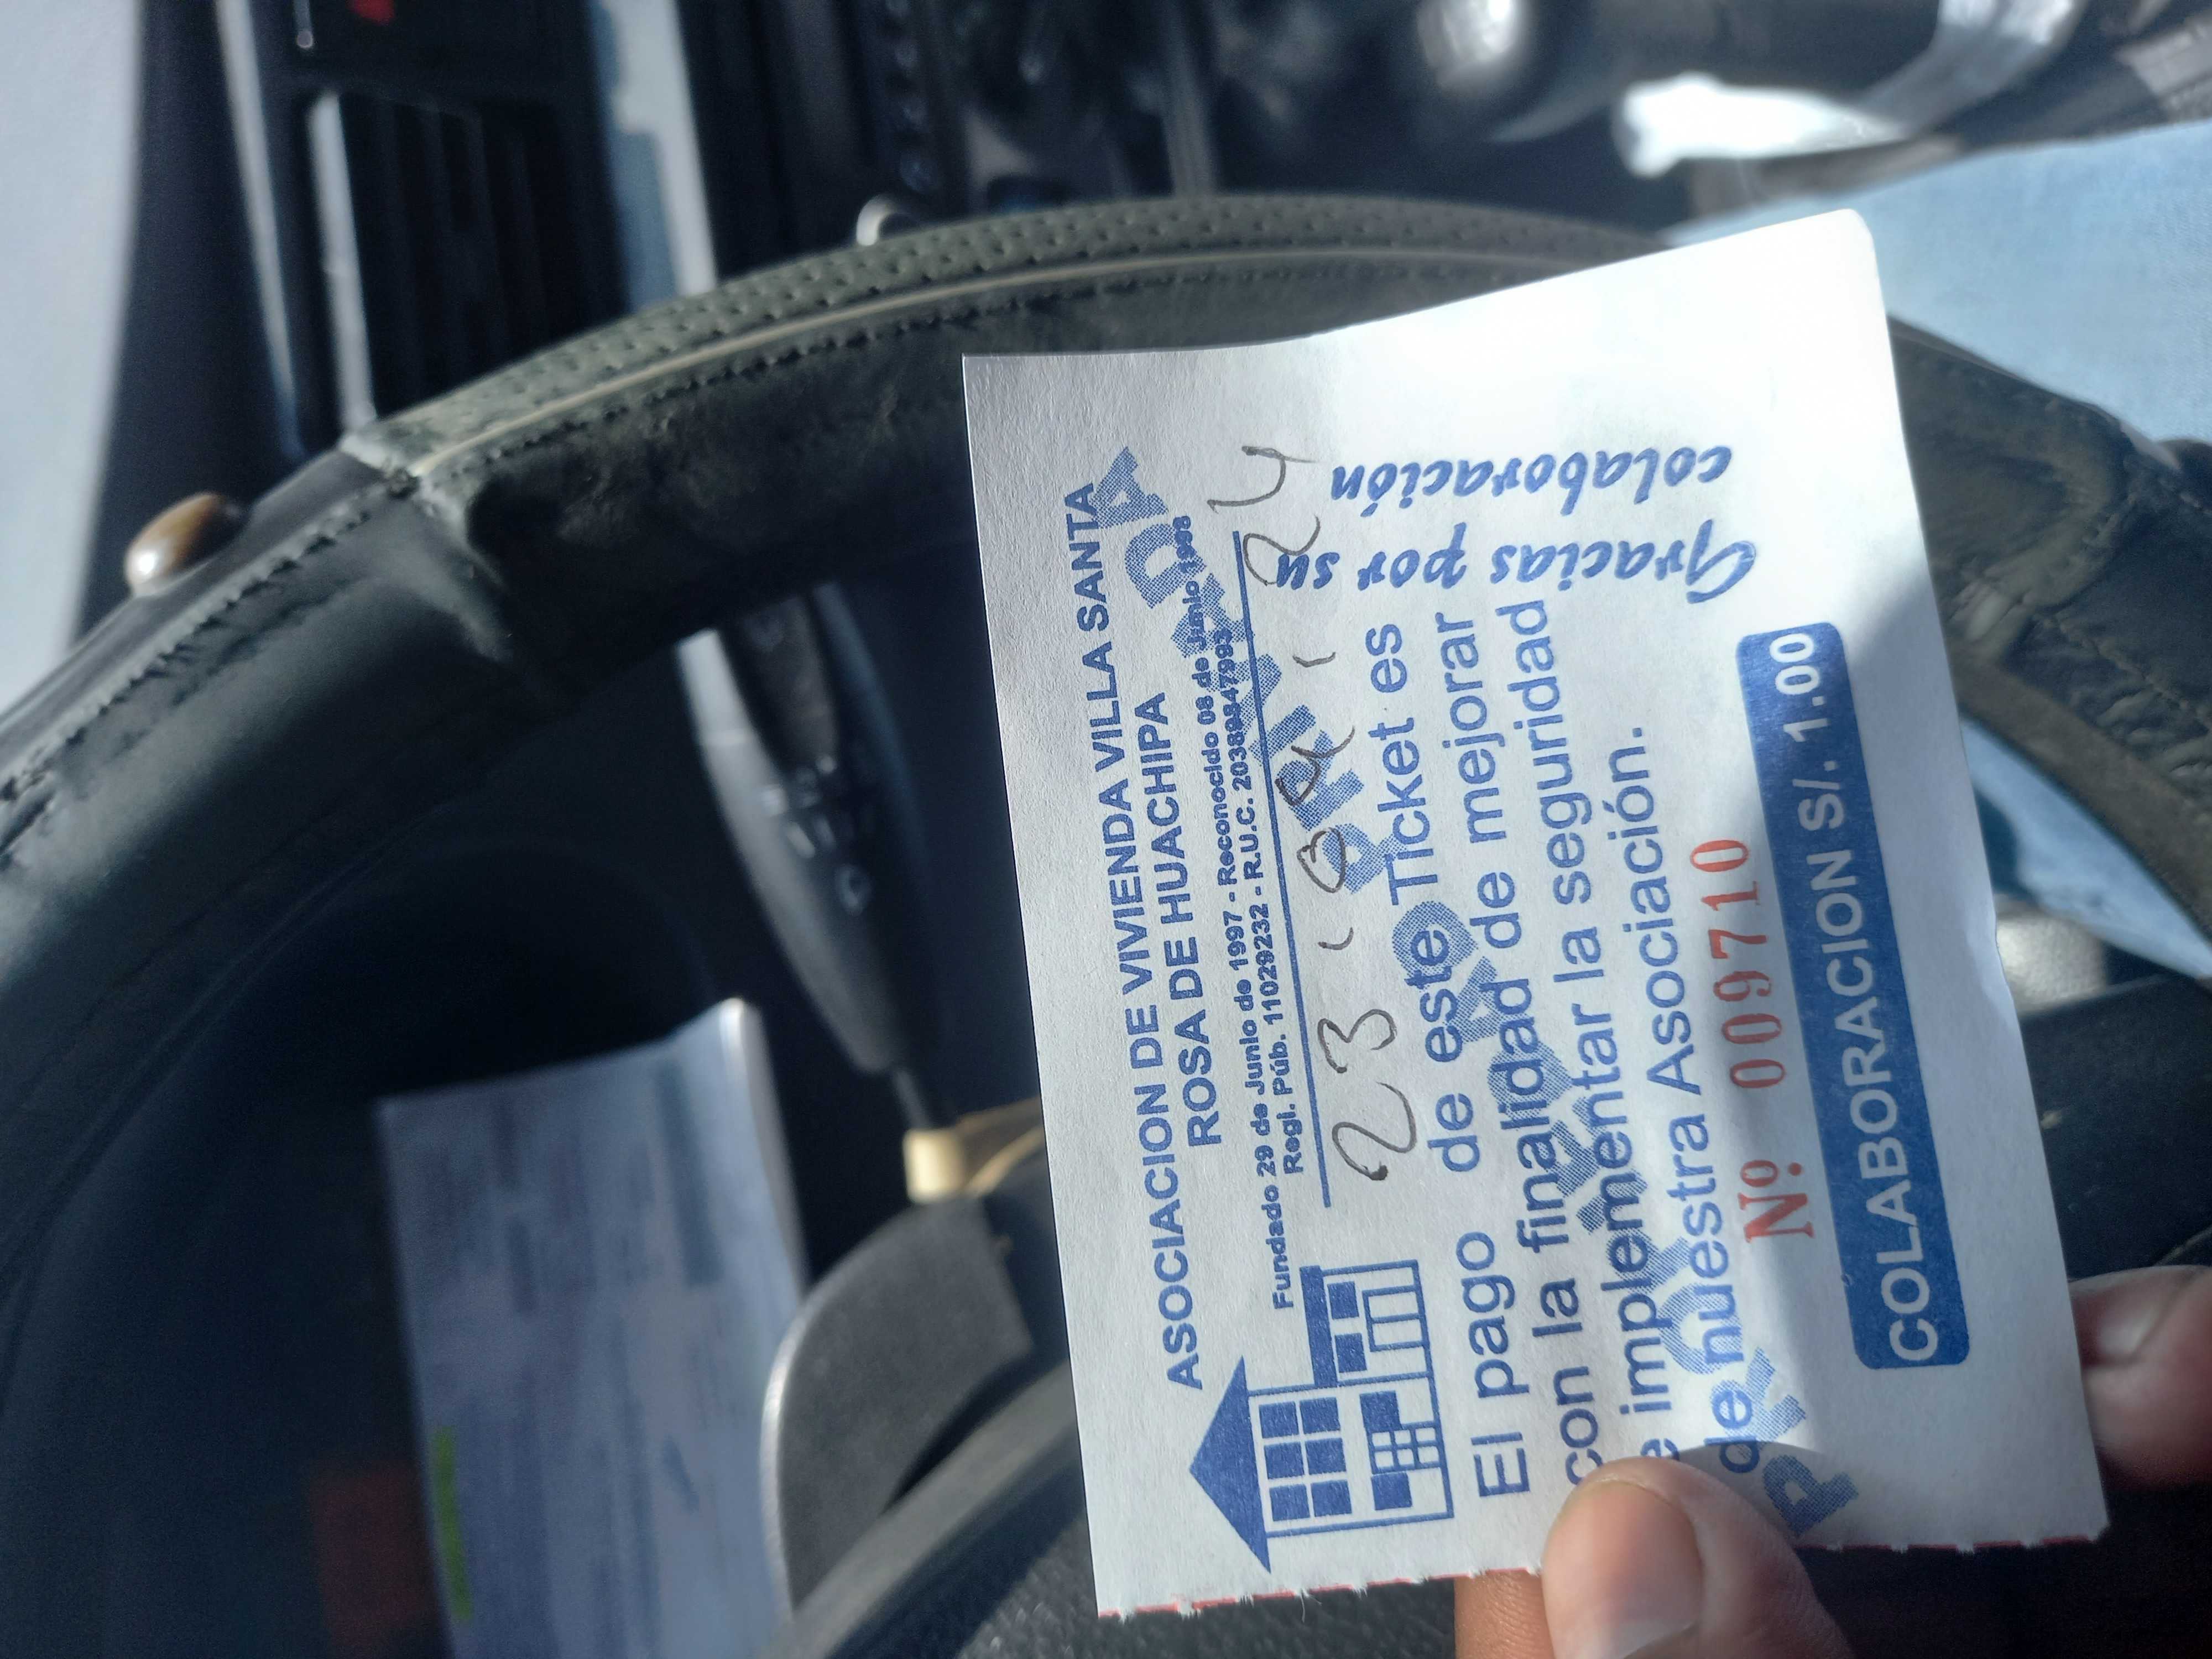 ASOCIACION DE VIVIENDA VILLA SANTA
ROSA DE HUACHIPA
Fundado 29 de Junio de 1997 - Reconocido 08 de Junio 1998
Regl. Púb. 11029232 - R.U.C. 20389847993
23 / 04 / 24
El pago de este Ticket es
con la finalidad de mejorar
e implementar la seguridad
de nuestra Asociación.
PROPIEDAD PRIVADA
Nº 009710
COLABORACION S/. 1.00
Gracias por su
colaboración